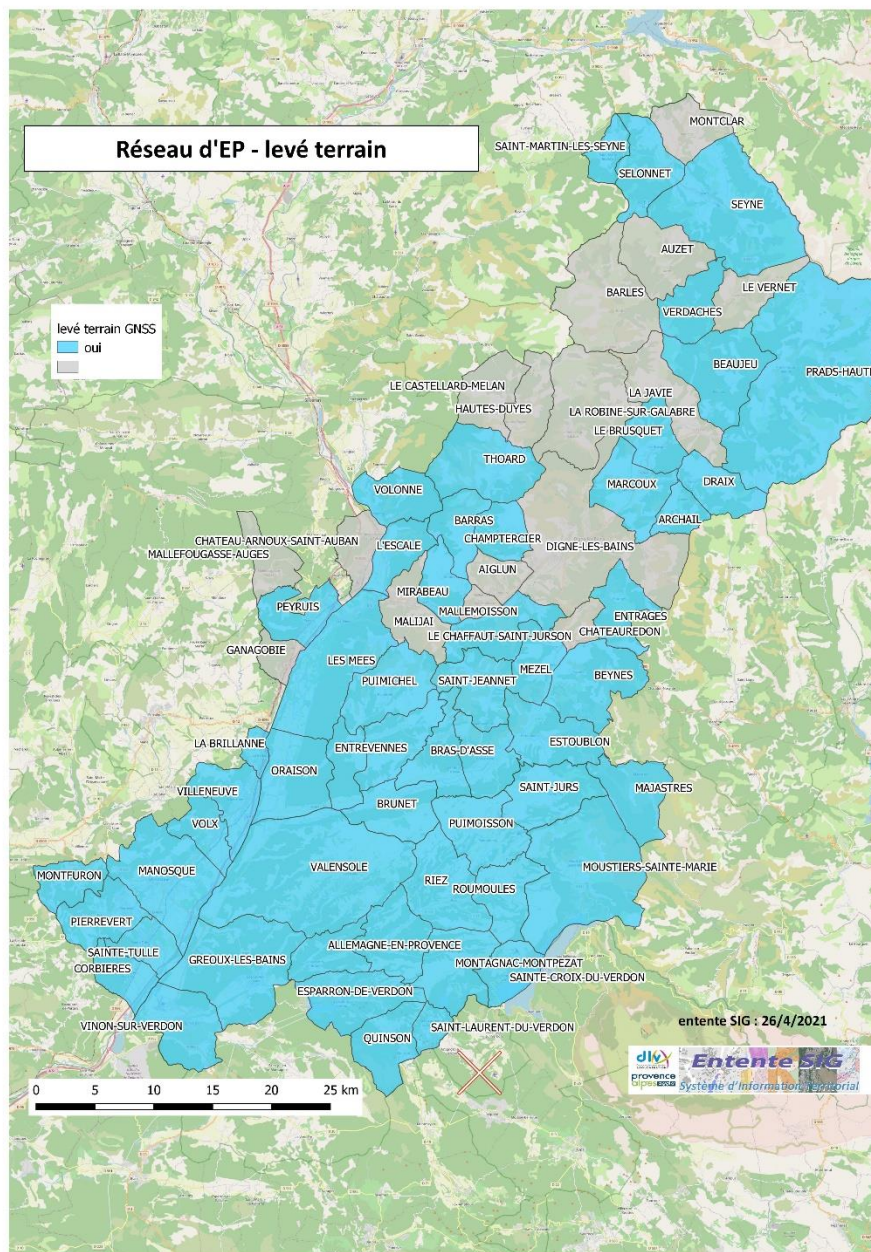 MONTCLAR
Réseau d'EP - levé terrain
SAINT-MARTIN-LES-SEYNE
SELONNET
SEYNE
AUZET
LE VERNET
BARLES
VERDACHES
levé terrain GNSS
oui
BEAUJEU
PRADS-HAUTE
LE CASTELLARD-MELAN
LA JAVIE
HAUTES-DUYES
LA ROBINE-SUR-GALABRE
LE BRUSQUET
THOARD
DRAIX
MARCOUX
VOLONNE
BARRAS
ARCHAIL
CHATEAU-ARNOUX-SAINT-AUBAN
L'ESCALE
CHAMPTERCIER
DIGNE-LES-BAINS
MALLEFOUGASSE-AUGES
AIGLUN
MIRABEAU
PEYRUIS
MALLEMOISSON
ENTRAGES
MALIJAI
LE CHAFFAUT-SAINT-JURSON
CHATEAUREDON
GANAGOBIE
LES MEES
MEZEL
PUIMICHEL
SAINT-JEANNET
BEYNES
LA BRILLANNE
ENTREVENNES
BRAS-D'ASSE
ESTOUBLON
ORAISON
VILLENEUVE
SAINT-JURS
MAJASTRES
BRUNET
VOLX
PUIMOISSON
MANOSQUE
VALENSOLE
MOUSTIERS-SAINTE-MARIE
MONTFURON
RIEZ
ROUMOULES
PIERREVERT
ALLEMAGNE-EN-PROVENCE
SAINTE-TULLE
GREOUX-LES-BAINS
MONTAGNAC-MONTPEZAT
CORBIERES
SAINTE-CROIX-DU-VERDON
ESPARRON-DE-VERDON
VINON-SUR-VERDON
SAINT-LAURENT-DU-VERDON
QUINSON
entente SIG : 26/4/2021
dlv
Entente SIG
provence
alpes
Système d'Information Territorial
0 5 10 15 20 25 km